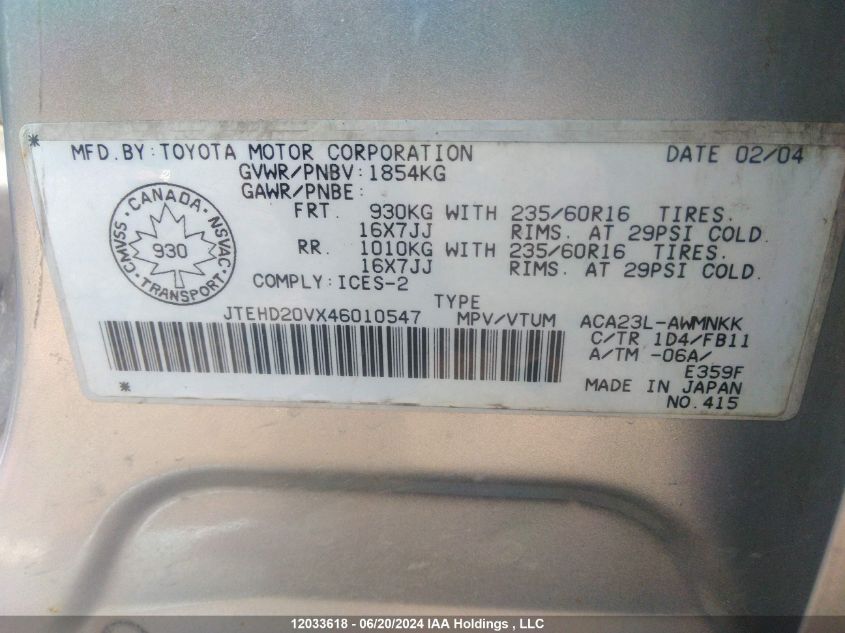 MFD. BY: TOYOTA MOTOR CORPORATION DATE 02/04
GVWR/PNBV: 1854KG
GAWR/PNBE:
FRT. 930KG WITH 235/60R16 TIRES.
16X7JJ RIMS. AT 29PSI COLD.
RR. 1010KG WITH 235/60R16 TIRES.
16X7JJ RIMS. AT 29PSI COLD.
COMPLY: ICES-2
CANADA
CMVSS · NSVAC
930
TRANSPORT
TYPE
JTEHD20VX46010547 MPV/VTUM ACA23L-AWMNKK
C/TR 1D4/FB11
A/TM -06A/
E359F
MADE IN JAPAN
NO. 415
12033618 - 06/20/2024 IAA Holdings , LLC